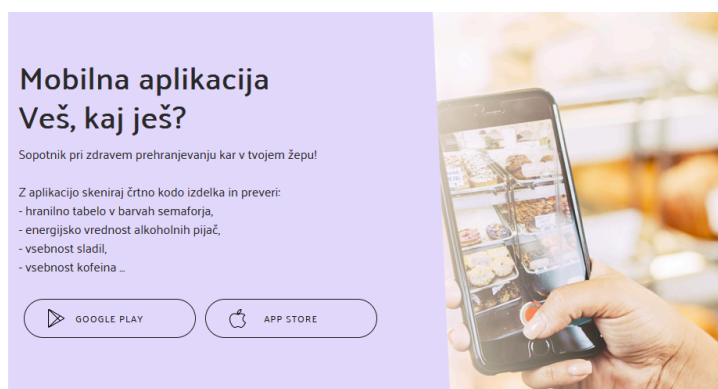 Mobilna aplikacija
Veš, kaj ješ?
Sopotnik pri zdravem prehranjevanju kar v tvojem žepu!
Z aplikacijo skeniraj črtno kodo izdelka in preveri:
- hranilno tabelo v barvah semaforja,
- energijsko vrednost alkoholnih pijač,
- vsebnost sladil,
- vsebnost kofeina ...
GOOGLE PLAY
APP STORE